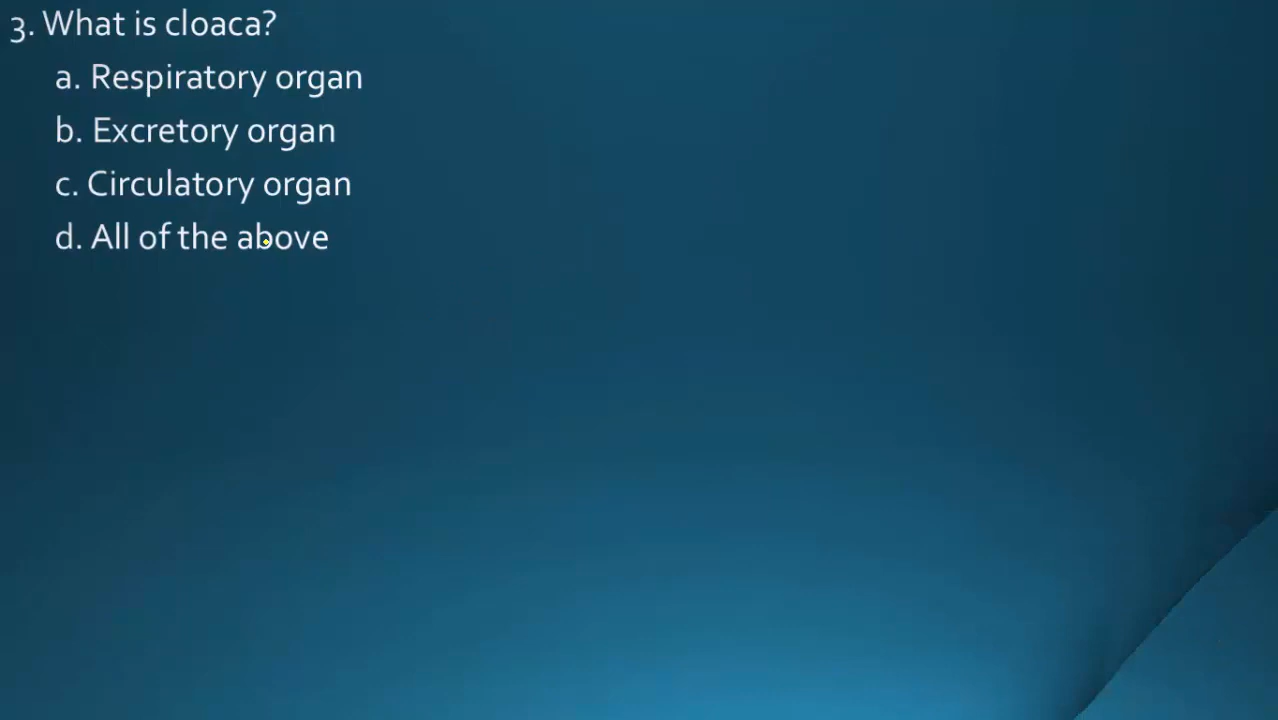 3. What is cloaca?
a. Respiratory organ
b. Excretory organ
c. Circulatory organ
d. All of the above